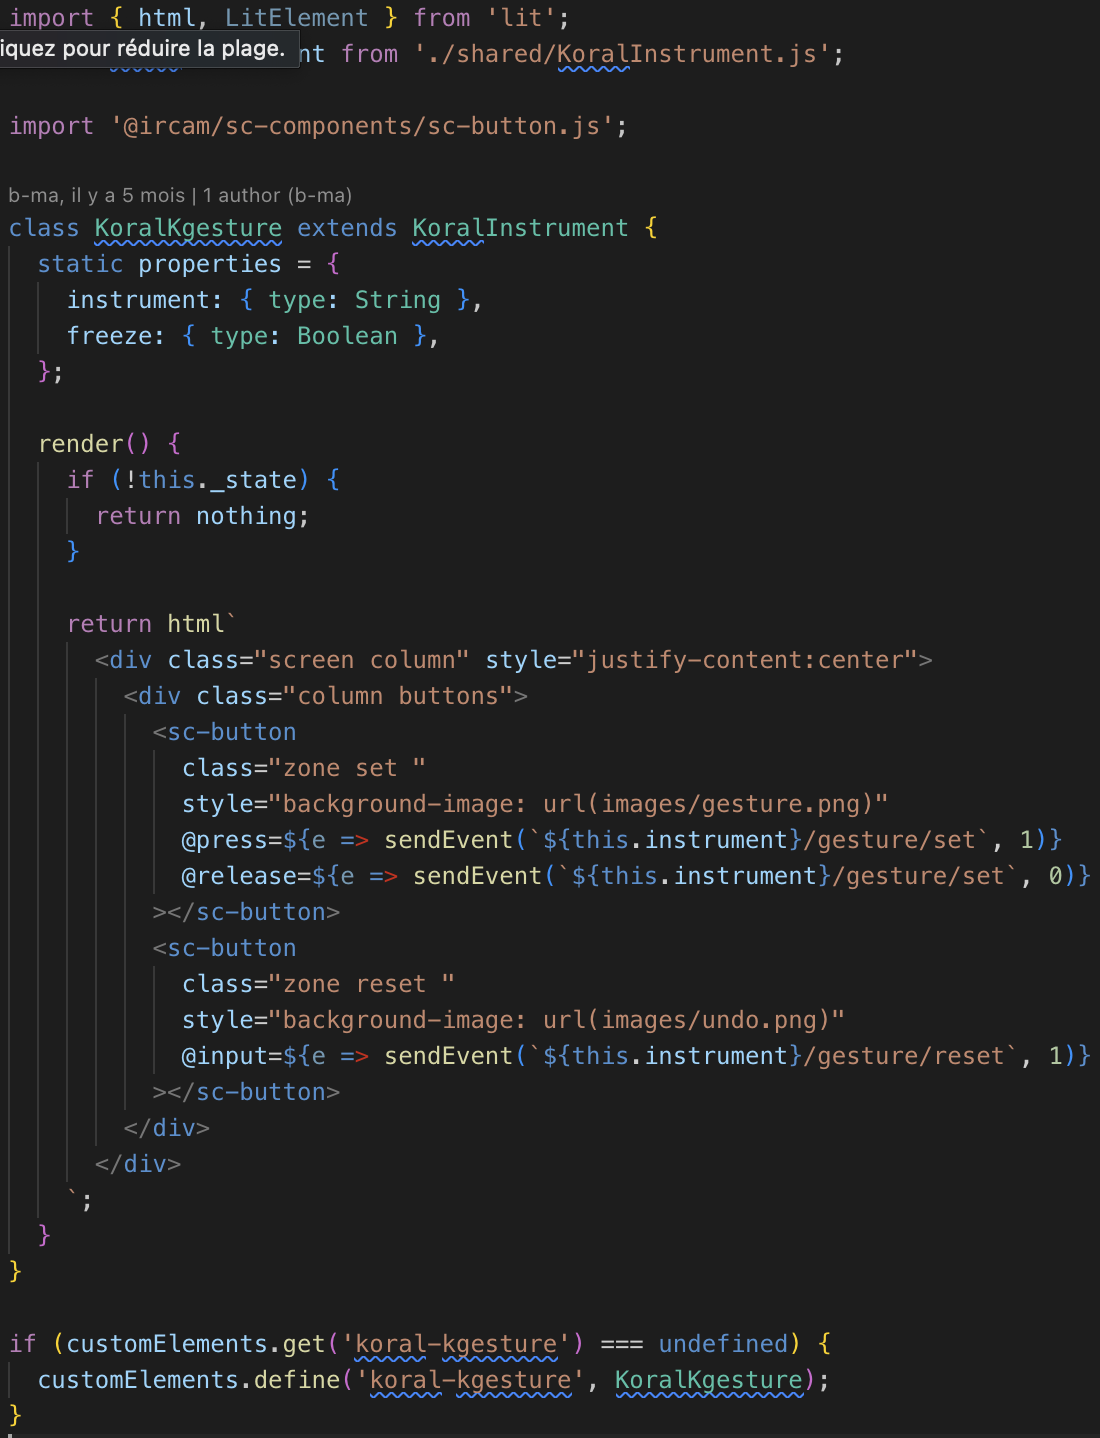 import { html, LitElement } from 'lit';
iquez pour réduire la plage.
nt from './shared/KoralInstrument.js';
import '@ircam/sc-components/sc-button.js';
b-ma, il y a 5 mois | 1 author (b-ma)
class KoralKgesture extends KoralInstrument {
  static properties = {
    instrument: { type: String },
    freeze: { type: Boolean },
  };
  render() {
    if (!this._state) {
      return nothing;
    }
    return html`
      <div class="screen column" style="justify-content:center">
        <div class="column buttons">
          <sc-button
            class="zone set "
            style="background-image: url(images/gesture.png)"
            @press=${e => sendEvent(`${this.instrument}/gesture/set`, 1)}
            @release=${e => sendEvent(`${this.instrument}/gesture/set`, 0)}
          ></sc-button>
          <sc-button
            class="zone reset "
            style="background-image: url(images/undo.png)"
            @input=${e => sendEvent(`${this.instrument}/gesture/reset`, 1)}
          ></sc-button>
        </div>
      </div>
    `;
  }
}
if (customElements.get('koral-kgesture') === undefined) {
  customElements.define('koral-kgesture', KoralKgesture);
}